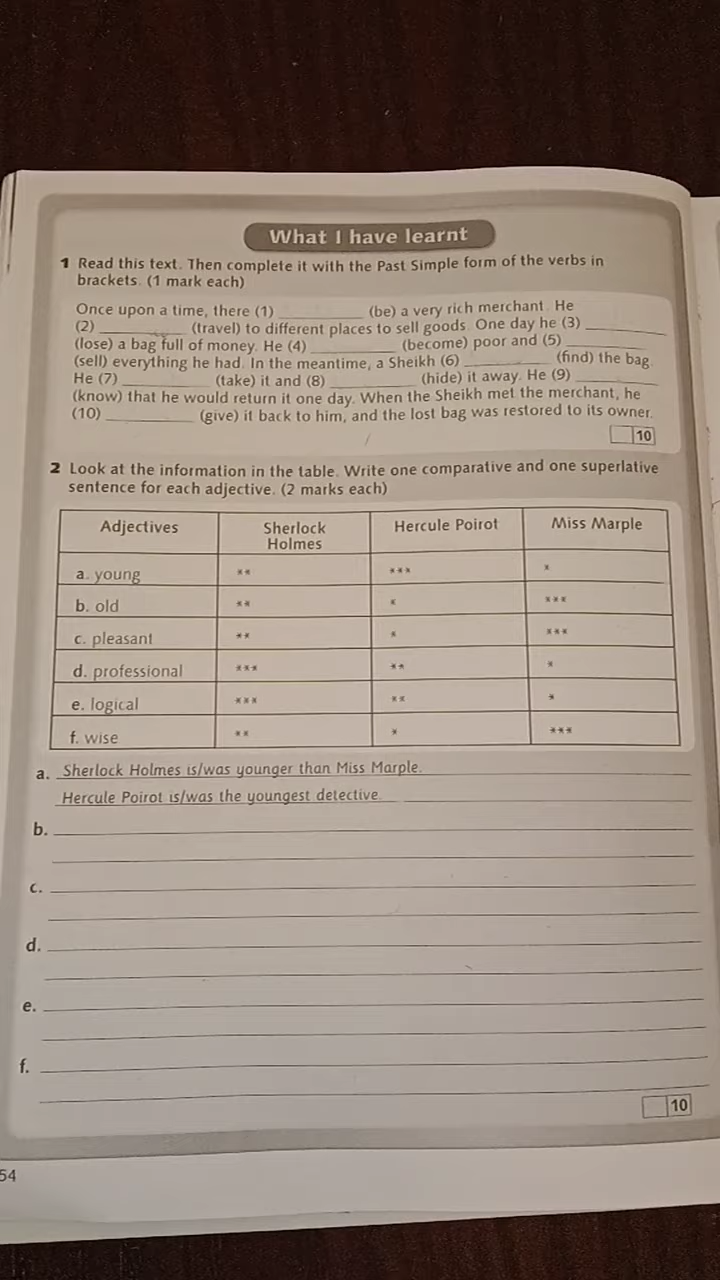 What I have learnt
1 Read this text. Then complete it with the Past Simple form of the verbs in
brackets. (1 mark each)
Once upon a time, there (1) __________ (be) a very rich merchant. He
(2) __________ (travel) to different places to sell goods. One day he (3) __________
(lose) a bag full of money. He (4) __________ (become) poor and (5) __________
(sell) everything he had. In the meantime, a Sheikh (6) __________ (find) the bag.
He (7) __________ (take) it and (8) __________ (hide) it away. He (9) __________
(know) that he would return it one day. When the Sheikh met the merchant, he
(10) __________ (give) it back to him, and the lost bag was restored to its owner.
10
2 Look at the information in the table. Write one comparative and one superlative
sentence for each adjective. (2 marks each)
Adjectives Sherlock Holmes Hercule Poirot Miss Marple
a. young ** *** *
b. old ** * ***
c. pleasant ** * ***
d. professional *** ** *
e. logical *** ** *
f. wise ** * ***
a. Sherlock Holmes is/was younger than Miss Marple.
Hercule Poirot is/was the youngest detective.
b.
c.
d.
e.
f.
10
54